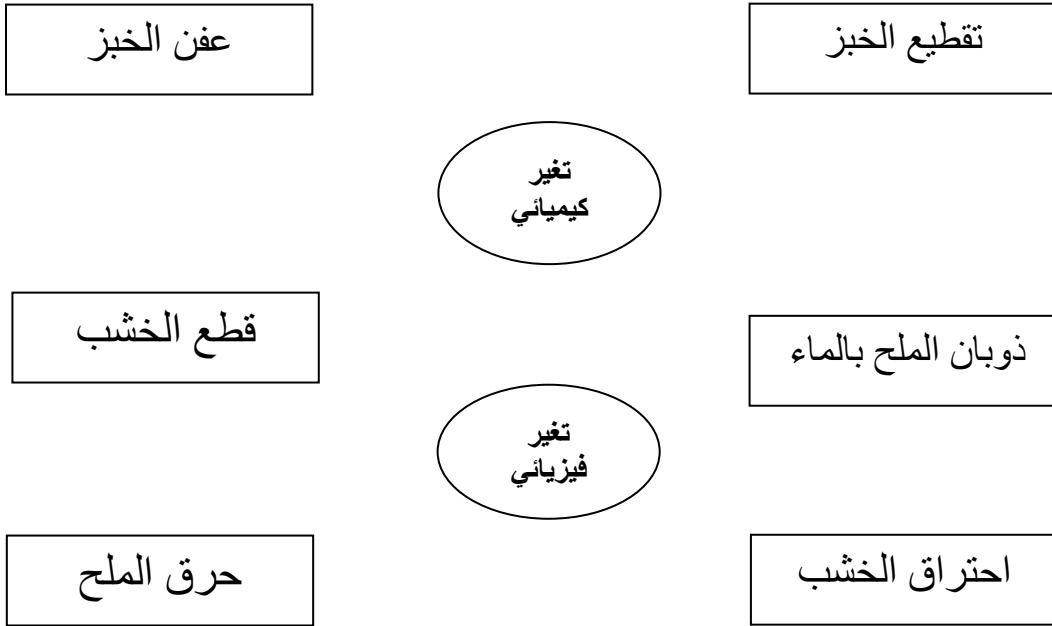 تقطيع الخبز
عفن الخبز
تغير
كيميائي
قطع الخشب
ذوبان الملح بالماء
تغير
فيزيائي
احتراق الخشب
حرق الملح